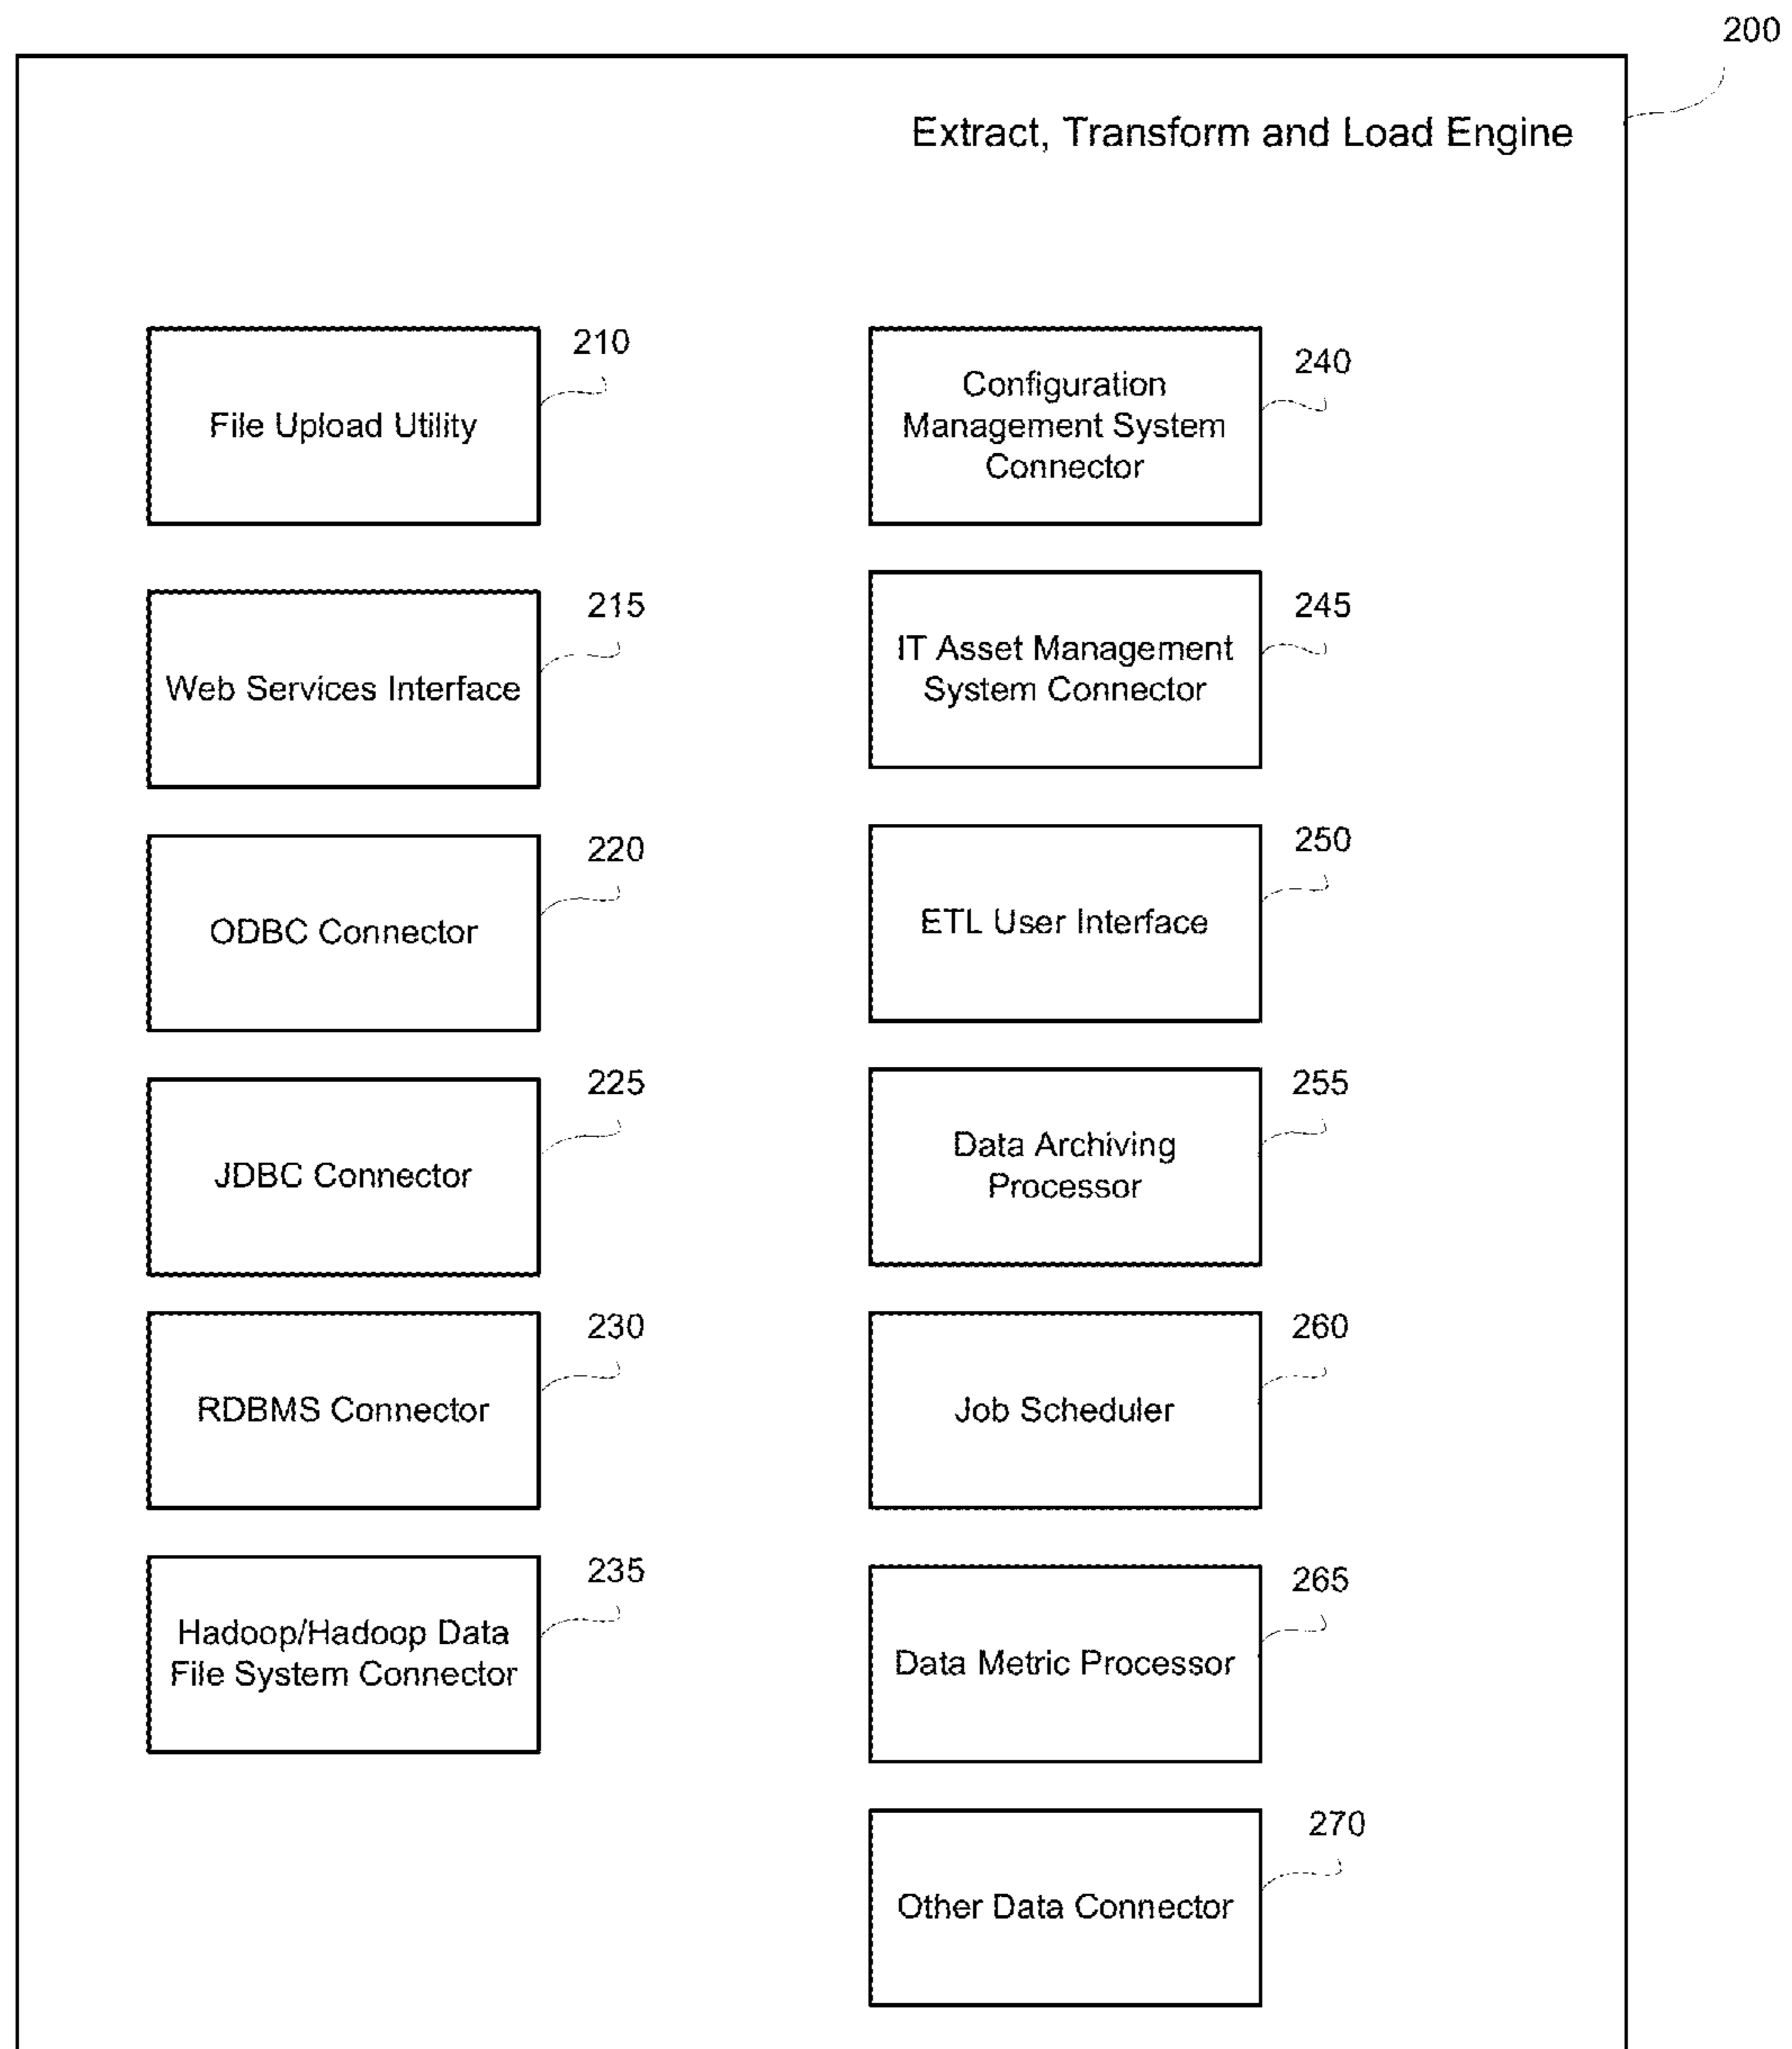 200
Extract, Transform and Load Engine
210
File Upload Utility
215
Web Services Interface
220
ODBC Connector
225
JDBC Connector
230
RDBMS Connector
235
Hadoop/Hadoop Data
File System Connector
240
Configuration
Management System
Connector
245
IT Asset Management
System Connector
250
ETL User Interface
255
Data Archiving
Processor
260
Job Scheduler
265
Data Metric Processor
270
Other Data Connector